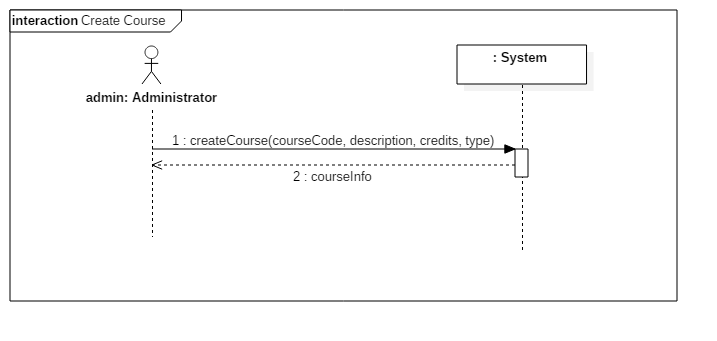 interaction Create Course
: System
admin: Administrator
1 : createCourse(courseCode, description, credits, type)
2 : courseInfo